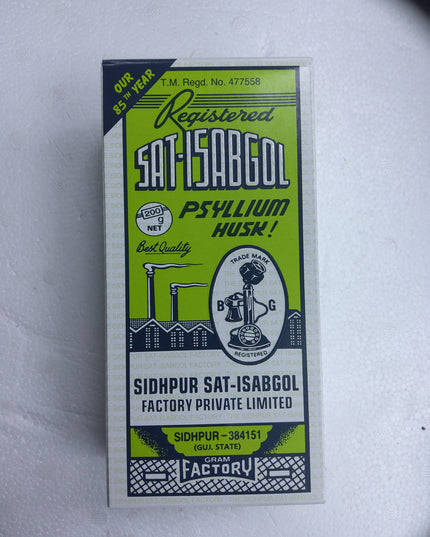 OUR
85TH YEAR
T.M. Regd. No. 477558
Registered
SAT-ISABGOL
200
g
NET
PSYLLIUM
HUSK!
Best Quality
TRADE MARK
B G
REGISTERED
SIDHPUR SAT-ISABGOL
FACTORY PRIVATE LIMITED
SIDHPUR-384151
(GUJ. STATE)
GRAM
FACTORY